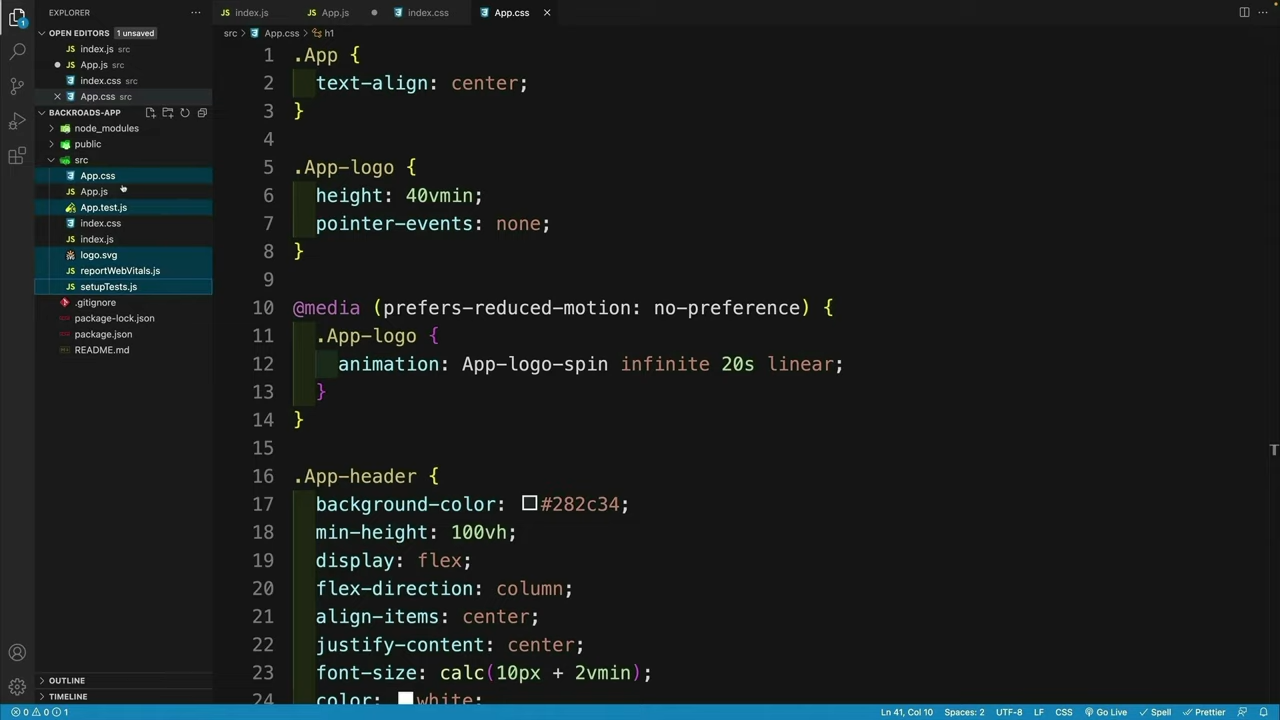 EXPLORER
index.js
App.js
index.css
App.css
OPEN EDITORS 1 unsaved
src > App.css > h1
index.js src
App.js src
index.css src
App.css src
BACKROADS-APP
node_modules
public
src
App.css
App.js
App.test.js
index.css
index.js
logo.svg
reportWebVitals.js
setupTests.js
.gitignore
package-lock.json
package.json
README.md
OUTLINE
TIMELINE
1 .App {
2 text-align: center;
3 }
4
5 .App-logo {
6 height: 40vmin;
7 pointer-events: none;
8 }
9
10 @media (prefers-reduced-motion: no-preference) {
11 .App-logo {
12 animation: App-logo-spin infinite 20s linear;
13 }
14 }
15
16 .App-header {
17 background-color: #282c34;
18 min-height: 100vh;
19 display: flex;
20 flex-direction: column;
21 align-items: center;
22 justify-content: center;
23 font-size: calc(10px + 2vmin);
24 color: white;
0 0 1
Ln 41, Col 10
Spaces: 2
UTF-8
LF
CSS
Go Live
Spell
Prettier